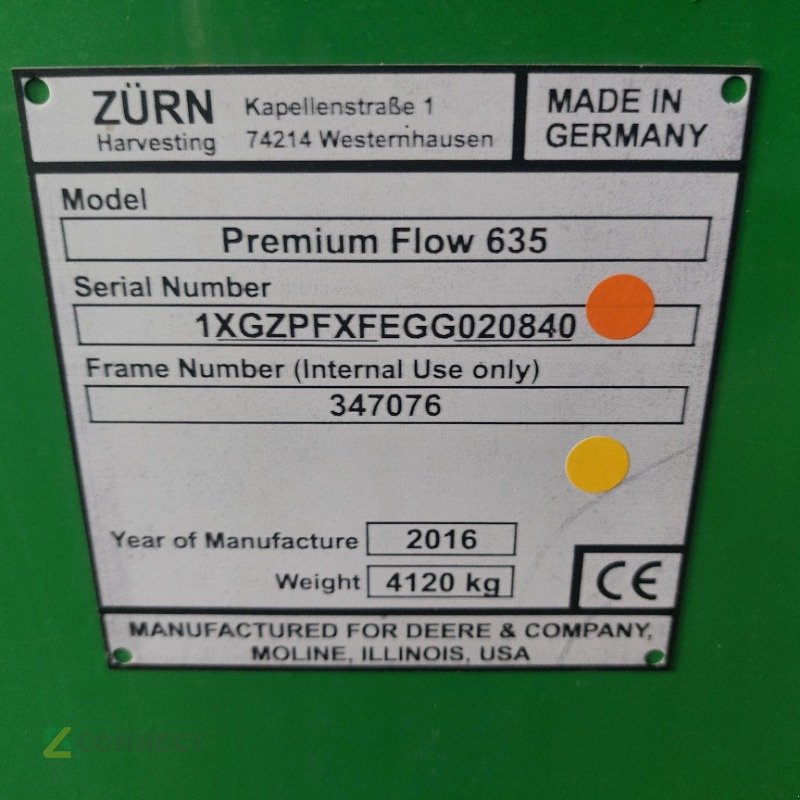 ZÜRN
Harvesting
Kapellenstraße 1
74214 Westernhausen
MADE IN
GERMANY
Model
Premium Flow 635
Serial Number
1XGZPFXFEGG020840
Frame Number (Internal Use only)
347076
Year of Manufacture 2016
Weight 4120 kg
CE
MANUFACTURED FOR DEERE & COMPANY,
MOLINE, ILLINOIS, USA